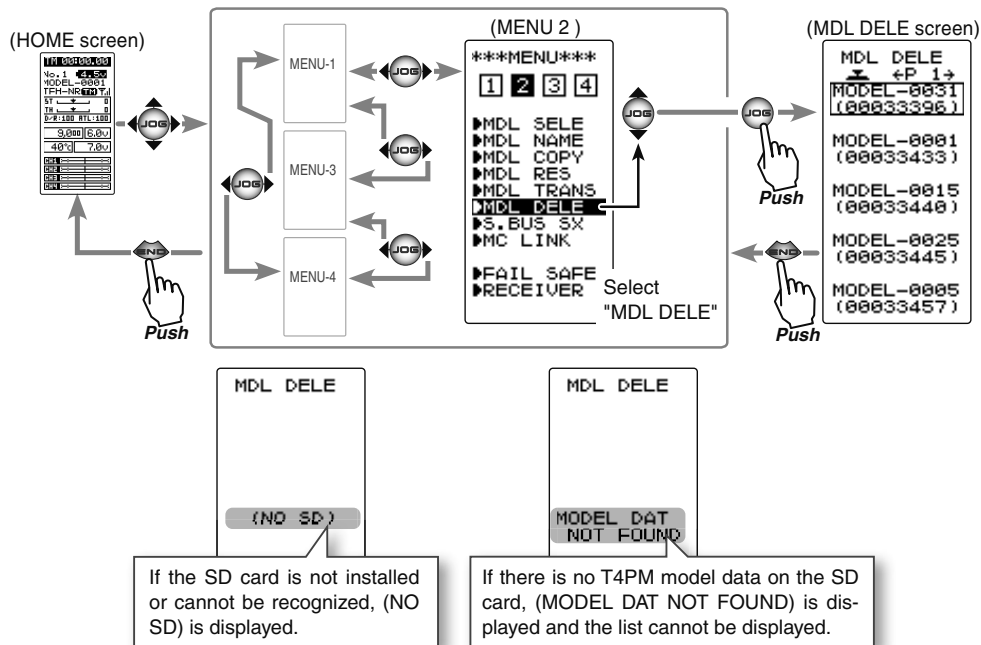 (HOME screen)
TM 00:00.00
No.1 4.5v
MODEL-0001
TFH-NR TM
ST 0
TH 0
D/R:100 ATL:100
9,000 6.0v
40°c 7.0v
CH1
CH2
CH3
CH4
JOG
END
Push
MENU-1
MENU-3
MENU-4
JOG
JOG
JOG
JOG
(MENU 2 )
***MENU***
1 2 3 4
MDL SELE
MDL NAME
MDL COPY
MDL RES
MDL TRANS
MDL DELE
S.BUS SX
MC LINK
FAIL SAFE
RECEIVER
JOG
Select
"MDL DELE"
JOG
Push
END
Push
(MDL DELE screen)
MDL DELE
←P 1→
MODEL-0031
(00033396)
MODEL-0001
(00033433)
MODEL-0015
(00033440)
MODEL-0025
(00033445)
MODEL-0005
(00033457)
MDL DELE
(NO SD)
If the SD card is not installed
or cannot be recognized, (NO
SD) is displayed.
MDL DELE
MODEL DAT
NOT FOUND
If there is no T4PM model data on the SD
card, (MODEL DAT NOT FOUND) is dis-
played and the list cannot be displayed.